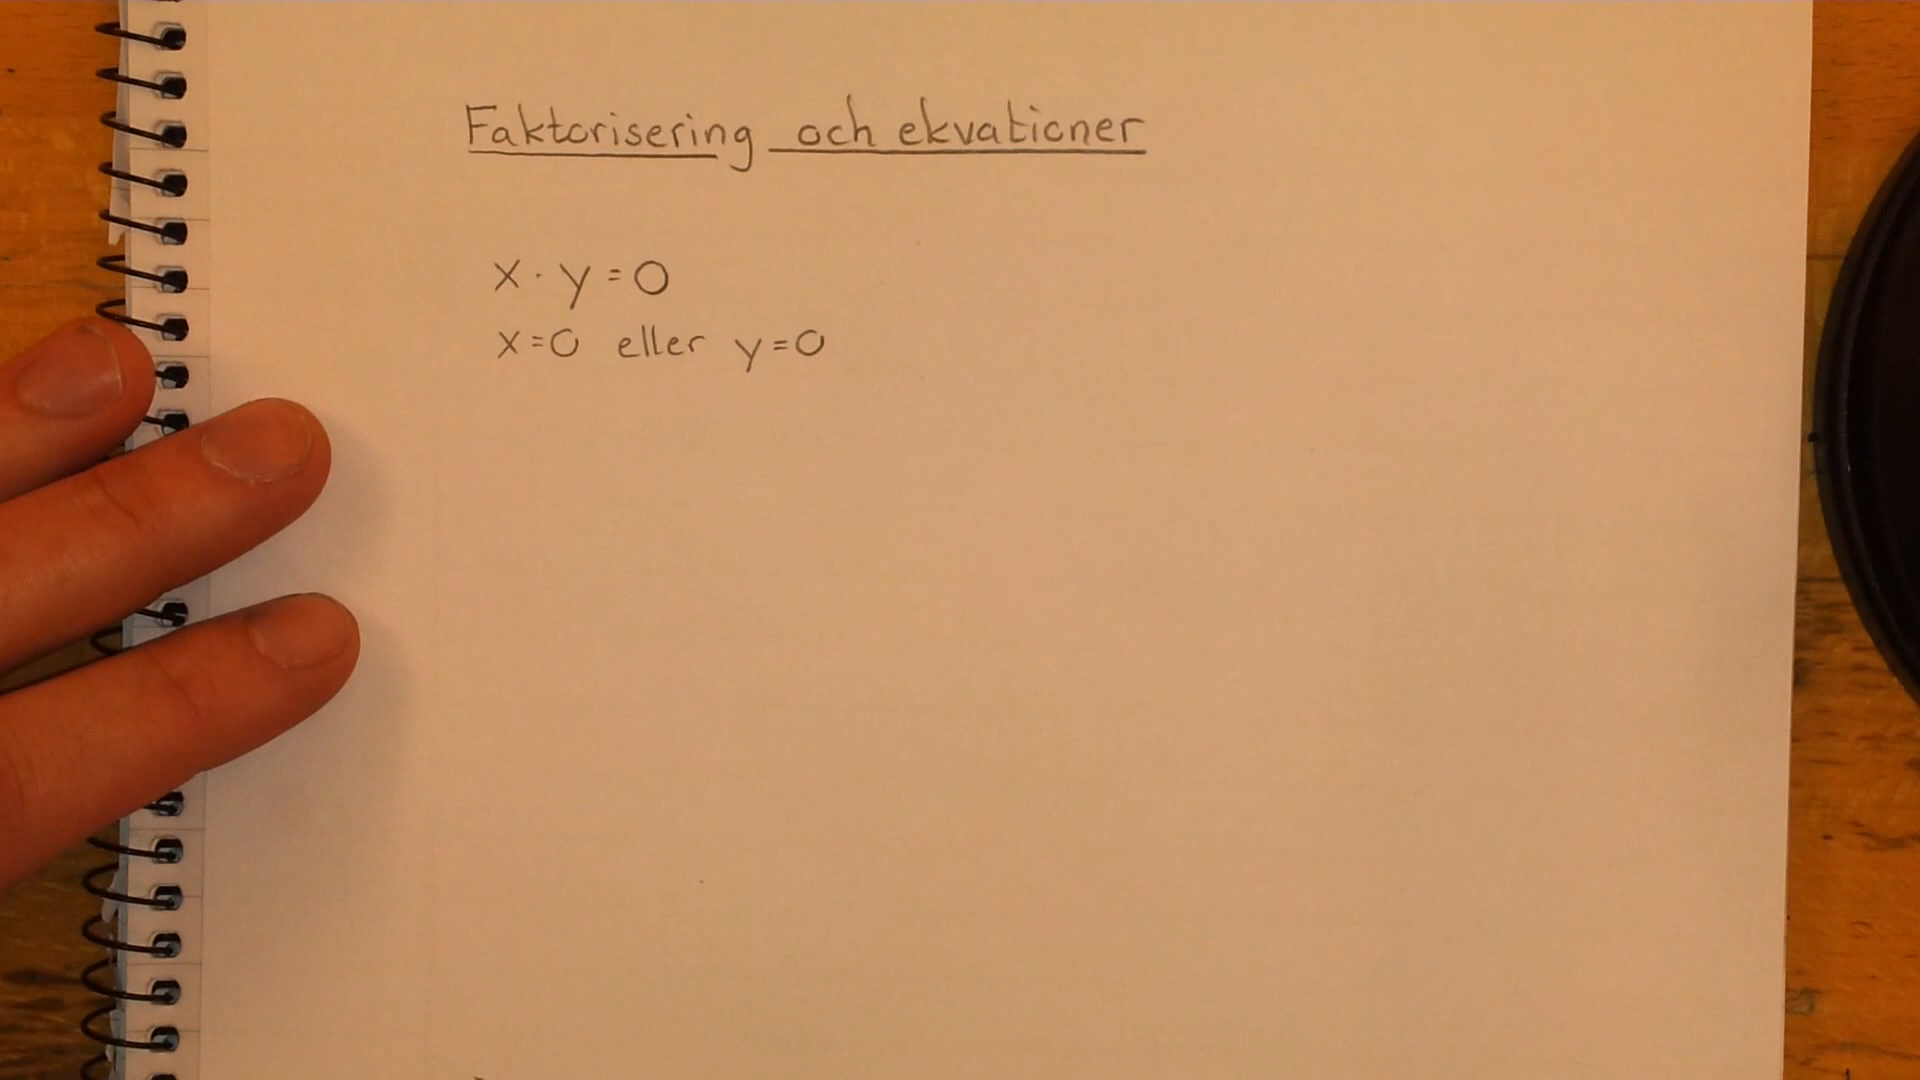 Faktorisering och ekvationer
x · y = 0
x = 0 eller y = 0